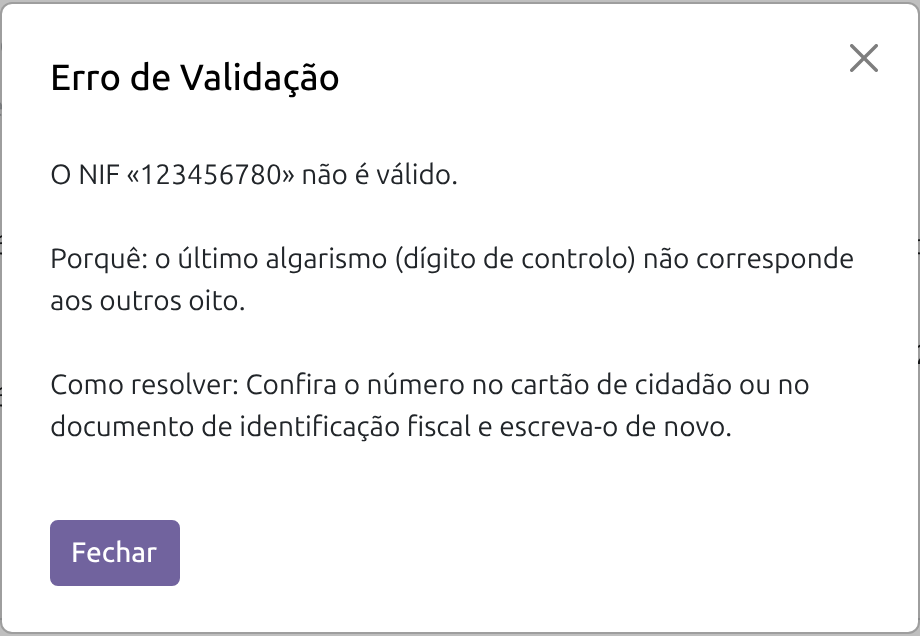 Erro de Validação
O NIF «123456780» não é válido.
Porquê: o último algarismo (dígito de controlo) não corresponde
aos outros oito.
Como resolver: Confira o número no cartão de cidadão ou no
documento de identificação fiscal e escreva-o de novo.
Fechar